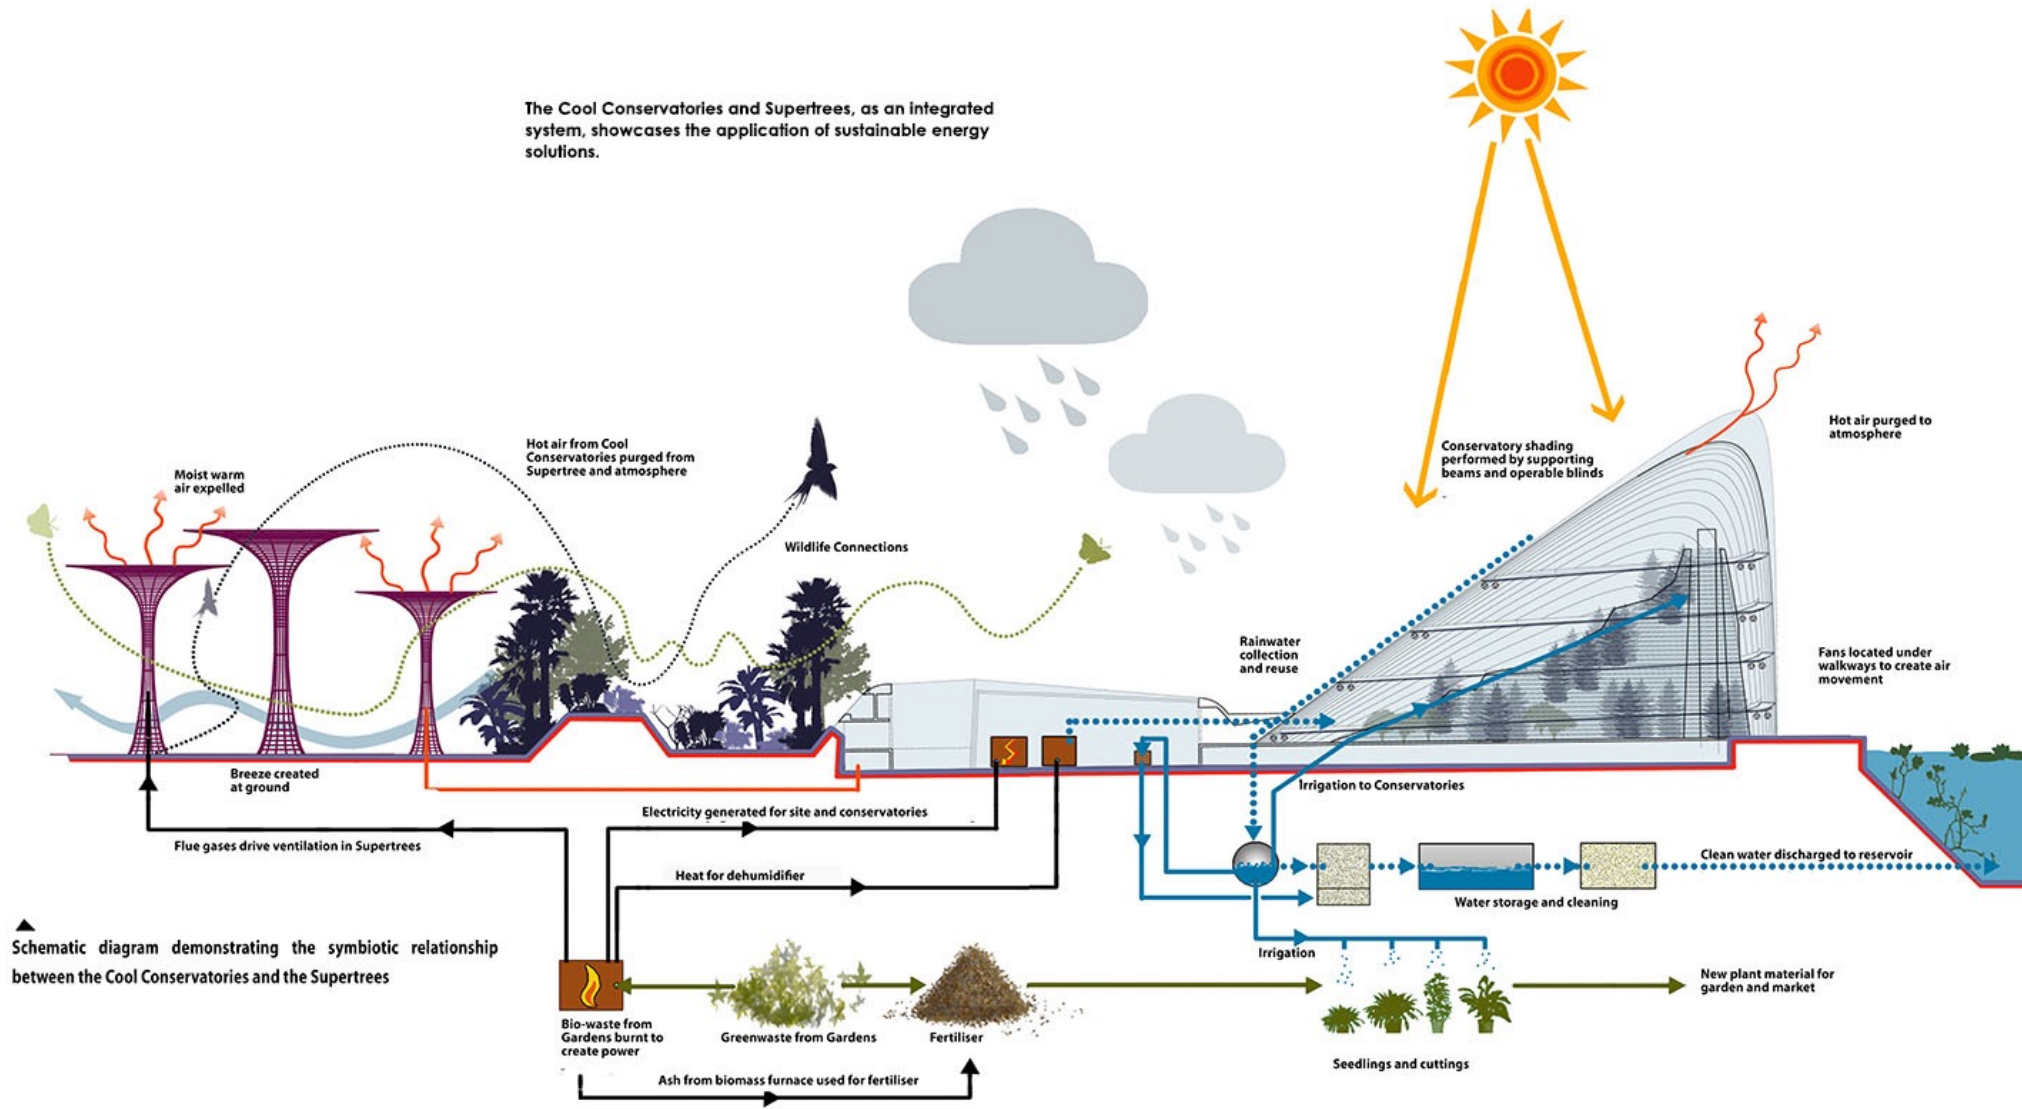 The Cool Conservatories and Supertrees, as an integrated
system, showcases the application of sustainable energy
solutions.
Hot air purged to
atmosphere
Conservatory shading
performed by supporting
beams and operable blinds
Hot air from Cool
Conservatories purged from
Supertree and atmosphere
Moist warm
air expelled
Wildlife Connections
Rainwater
collection
and reuse
Fans located under
walkways to create air
movement
Breeze created
at ground
Irrigation to Conservatories
Electricity generated for site and conservatories
Flue gases drive ventilation in Supertrees
Clean water discharged to reservoir
Heat for dehumidifier
Water storage and cleaning
Schematic diagram demonstrating the symbiotic relationship
between the Cool Conservatories and the Supertrees
Irrigation
New plant material for
garden and market
Bio-waste from
Gardens burnt to
create power
Greenwaste from Gardens
Fertiliser
Seedlings and cuttings
Ash from biomass furnace used for fertiliser